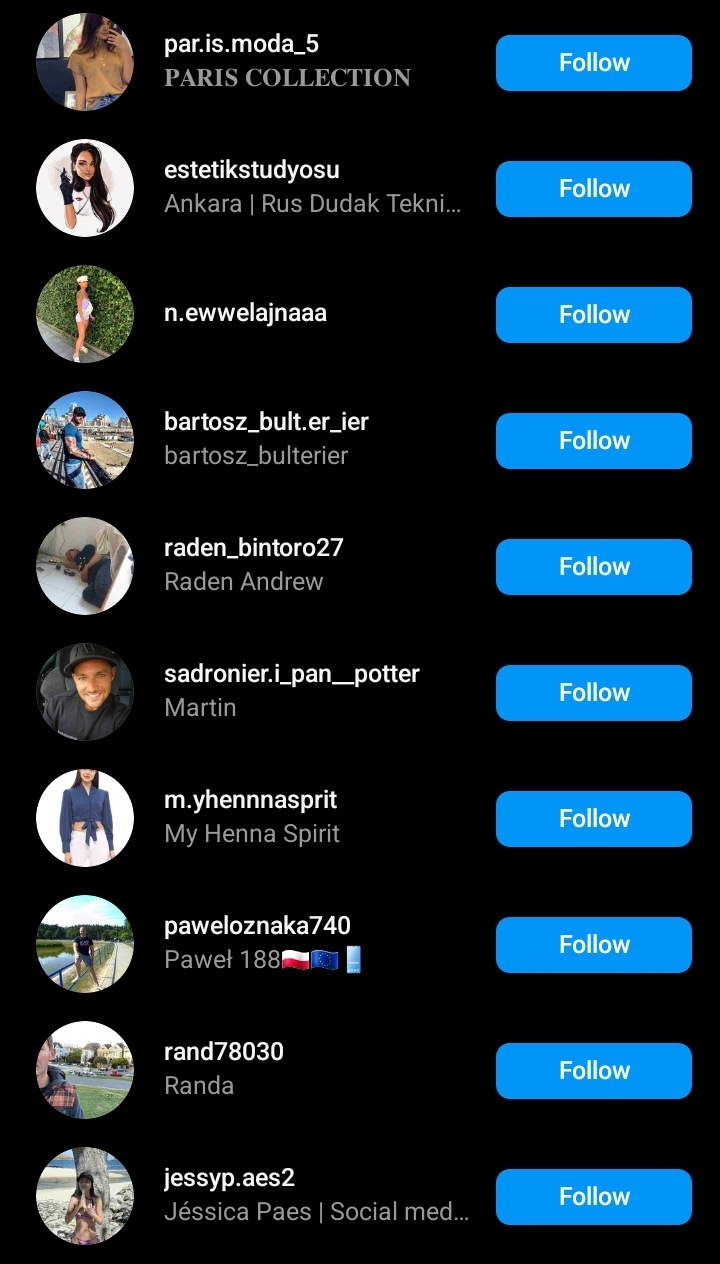 par.is.moda_5
PARIS COLLECTION
Follow
estetikstudyosu
Ankara | Rus Dudak Tekni...
Follow
n.ewwelajnaaa
Follow
bartosz_bult.er_ier
bartosz_bulterier
Follow
raden_bintoro27
Raden Andrew
Follow
sadronier.i_pan__potter
Martin
Follow
m.yhennnasprit
My Henna Spirit
Follow
paweloznaka740
Paweł 188🇵🇱🇪🇺
Follow
rand78030
Randa
Follow
jessyp.aes2
Jéssica Paes | Social med...
Follow